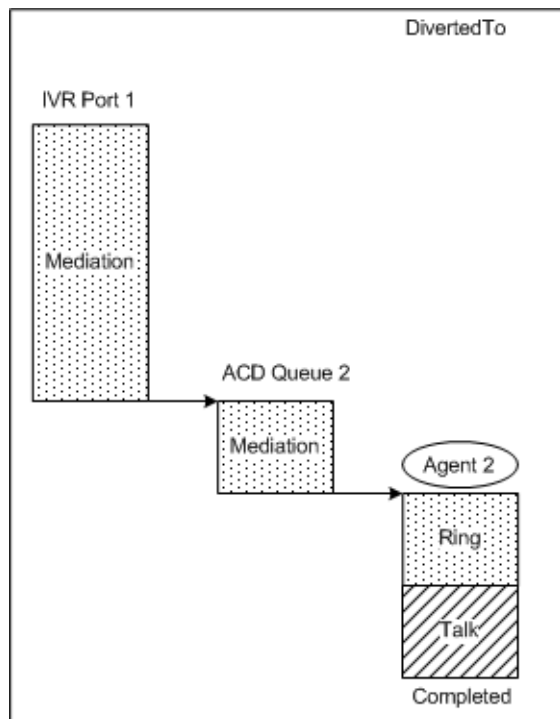 DivertedTo
IVR Port 1
Mediation
ACD Queue 2
Mediation
Agent 2
Ring
Talk
Completed